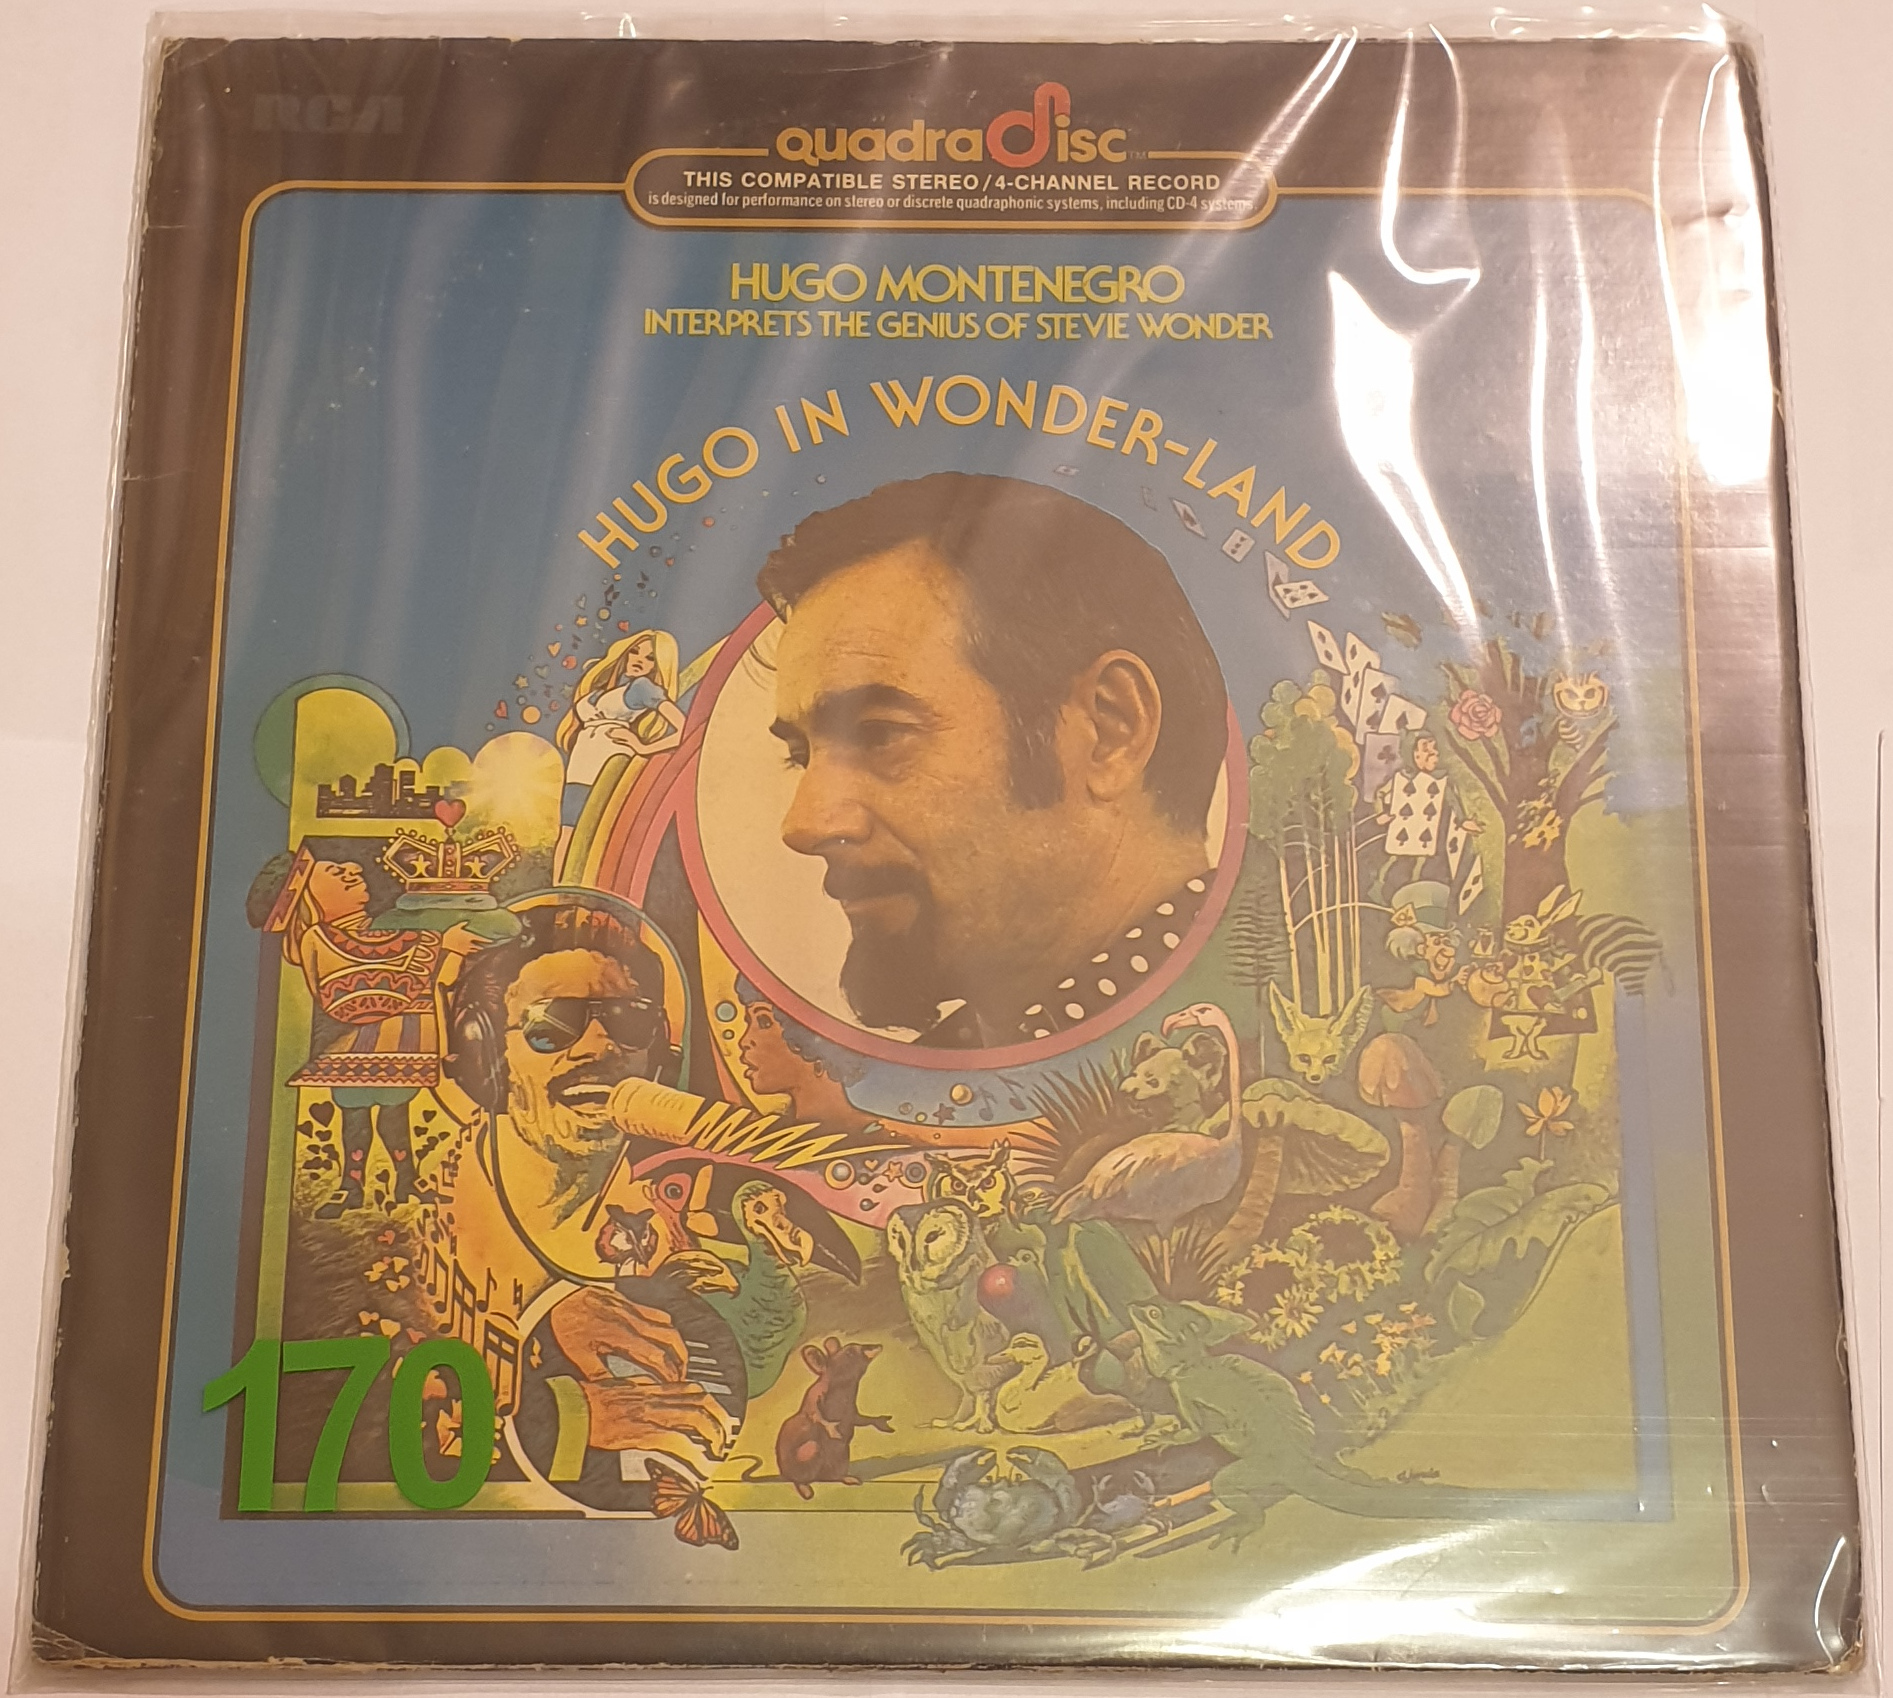 RCA
quadradisc™
THIS COMPATIBLE STEREO/4-CHANNEL RECORD
is designed for performance on stereo or discrete quadraphonic systems, including CD-4 systems.
HUGO MONTENEGRO
INTERPRETS THE GENIUS OF STEVIE WONDER
HUGO IN WONDER-LAND
170